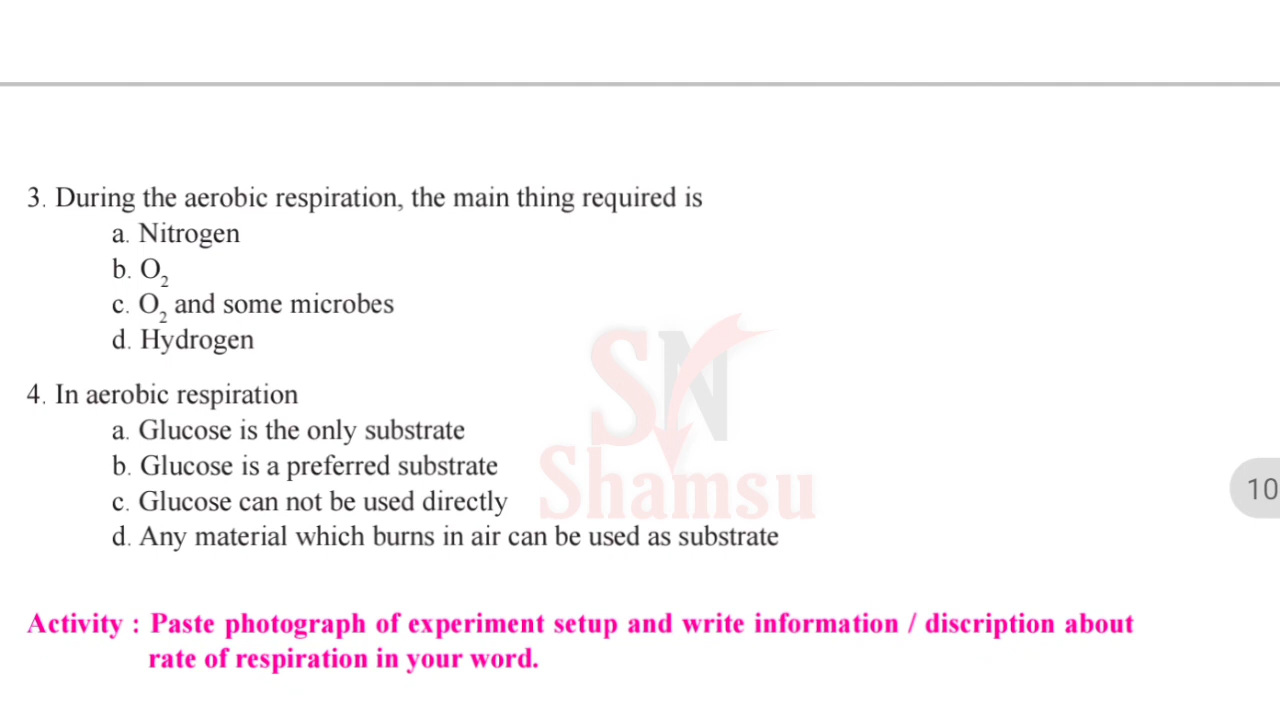 3. During the aerobic respiration, the main thing required is
a. Nitrogen
b. O₂
c. O₂ and some microbes
d. Hydrogen
SN
4. In aerobic respiration
a. Glucose is the only substrate
b. Glucose is a preferred substrate
c. Glucose can not be used directly
Shamsu
10
d. Any material which burns in air can be used as substrate
Activity : Paste photograph of experiment setup and write information / discription about
rate of respiration in your word.